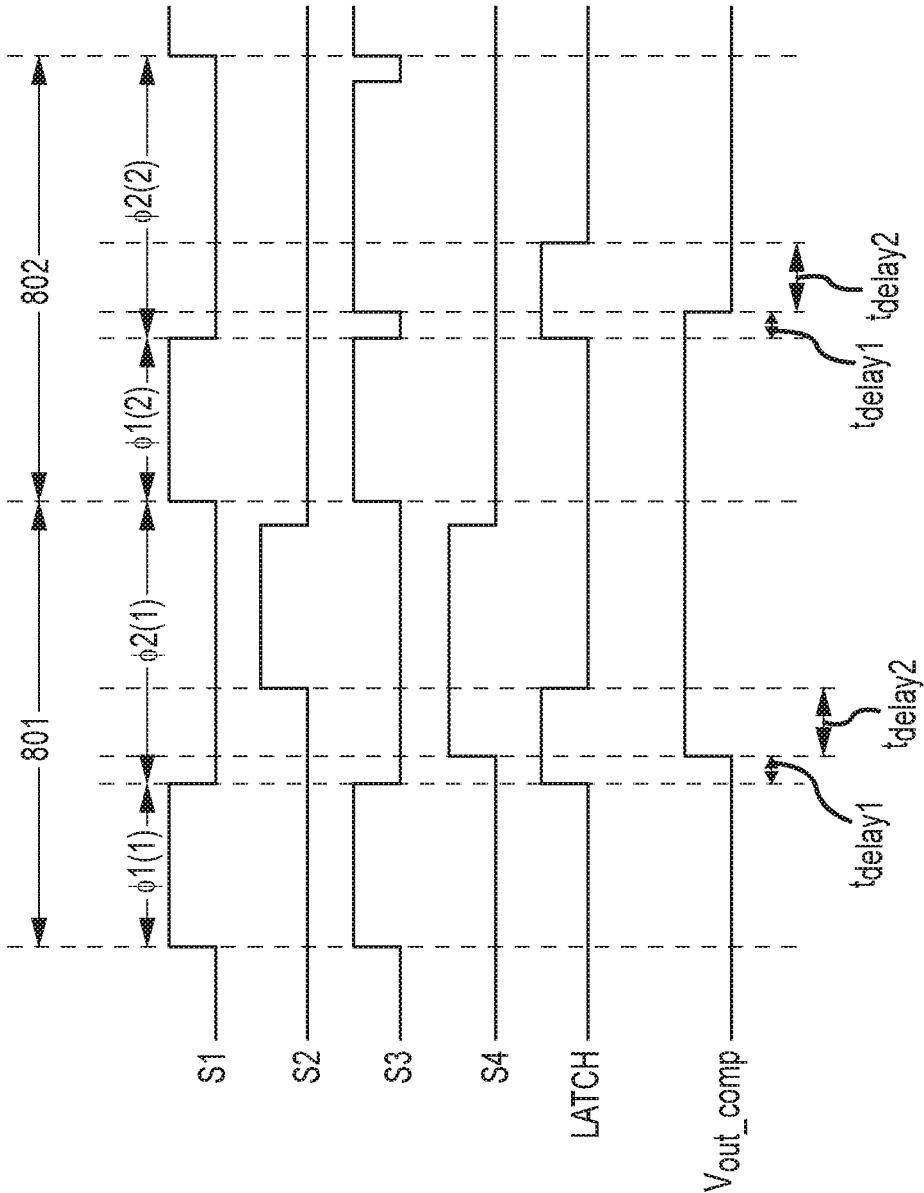 801
802
ϕ1(1)
ϕ2(1)
ϕ1(2)
ϕ2(2)
S1
S2
S3
S4
LATCH
Vout_comp
tdelay1
tdelay2
tdelay1
tdelay2